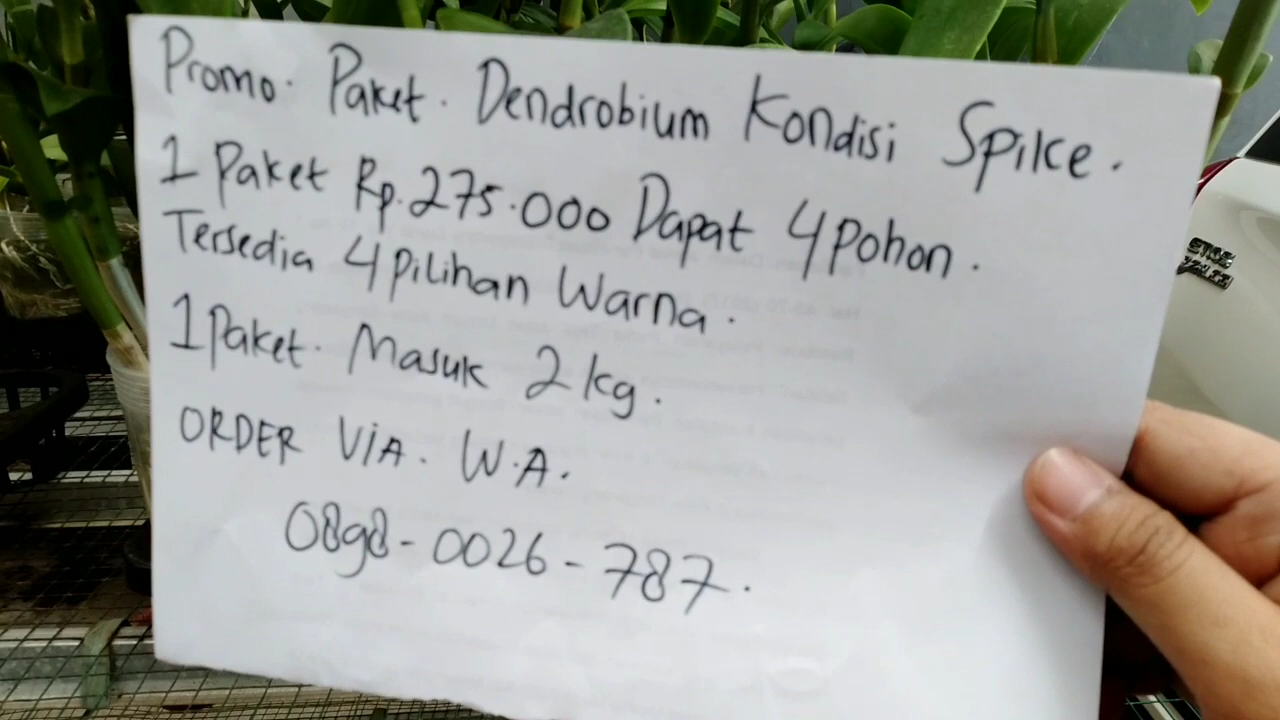 Promo. Paket. Dendrobium Kondisi Spike.
1 Paket Rp.275.000 Dapat 4 Pohon.
Tersedia 4 Pilihan Warna.
1 Paket. Masuk 2 kg.
ORDER VIA. W.A.
0898-0026-787.
ETIOS